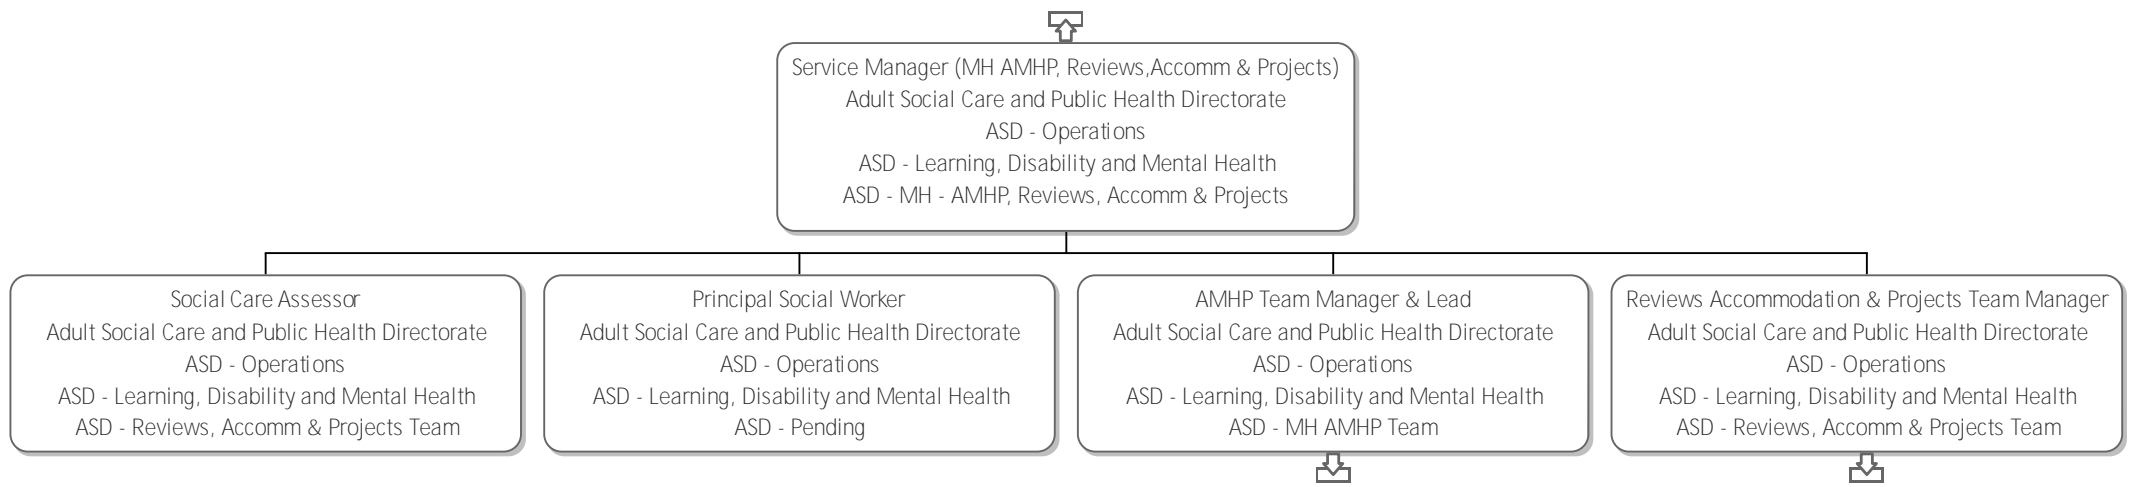 Service Manager (MH AMHP, Reviews,Accomm & Projects)
Adult Social Care and Public Health Directorate
ASD - Operations
ASD - Learning, Disability and Mental Health
ASD - MH - AMHP, Reviews, Accomm & Projects
Social Care Assessor
Adult Social Care and Public Health Directorate
ASD - Operations
ASD - Learning, Disability and Mental Health
ASD - Reviews, Accomm & Projects Team
Principal Social Worker
Adult Social Care and Public Health Directorate
ASD - Operations
ASD - Learning, Disability and Mental Health
ASD - Pending
AMHP Team Manager & Lead
Adult Social Care and Public Health Directorate
ASD - Operations
ASD - Learning, Disability and Mental Health
ASD - MH AMHP Team
Reviews Accommodation & Projects Team Manager
Adult Social Care and Public Health Directorate
ASD - Operations
ASD - Learning, Disability and Mental Health
ASD - Reviews, Accomm & Projects Team